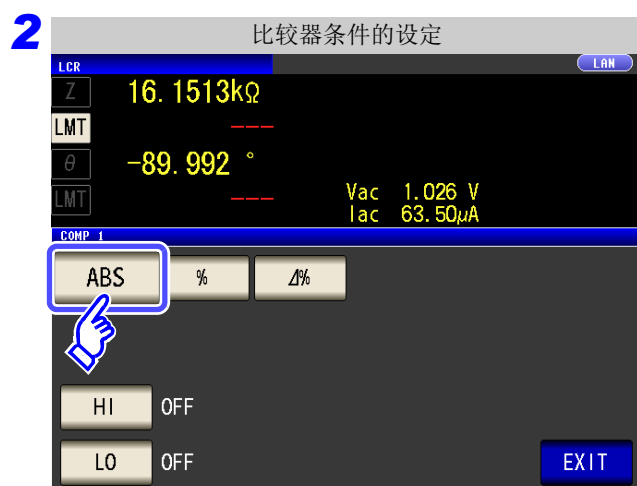 2
比较器条件的设定
LCR
LAN
Z 16.1513kΩ
LMT ---
θ -89.992 °
LMT ---
Vac 1.026 V
Iac 63.50µA
COMP 1
ABS % Δ%
HI OFF
LO OFF
EXIT